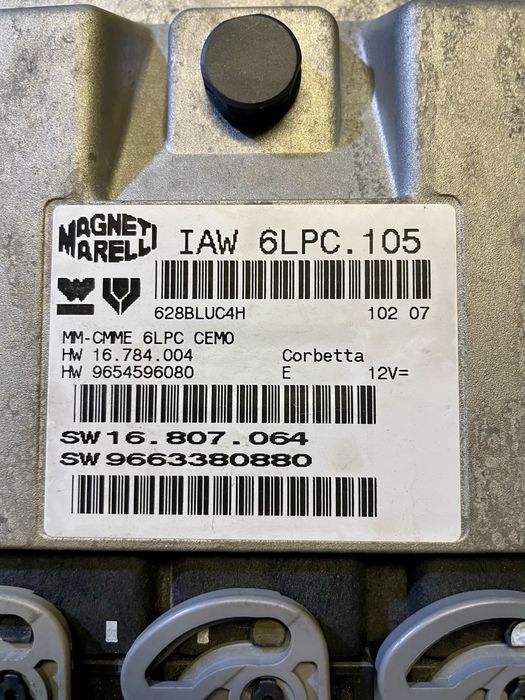 MAGNETI MARELLI
IAW 6LPC.105
628BLUC4H 102 07
MM-CMME 6LPC CEMO
HW 16.784.004 Corbetta
HW 9654596080 E 12V=
SW 16.807.064
SW 9663380880